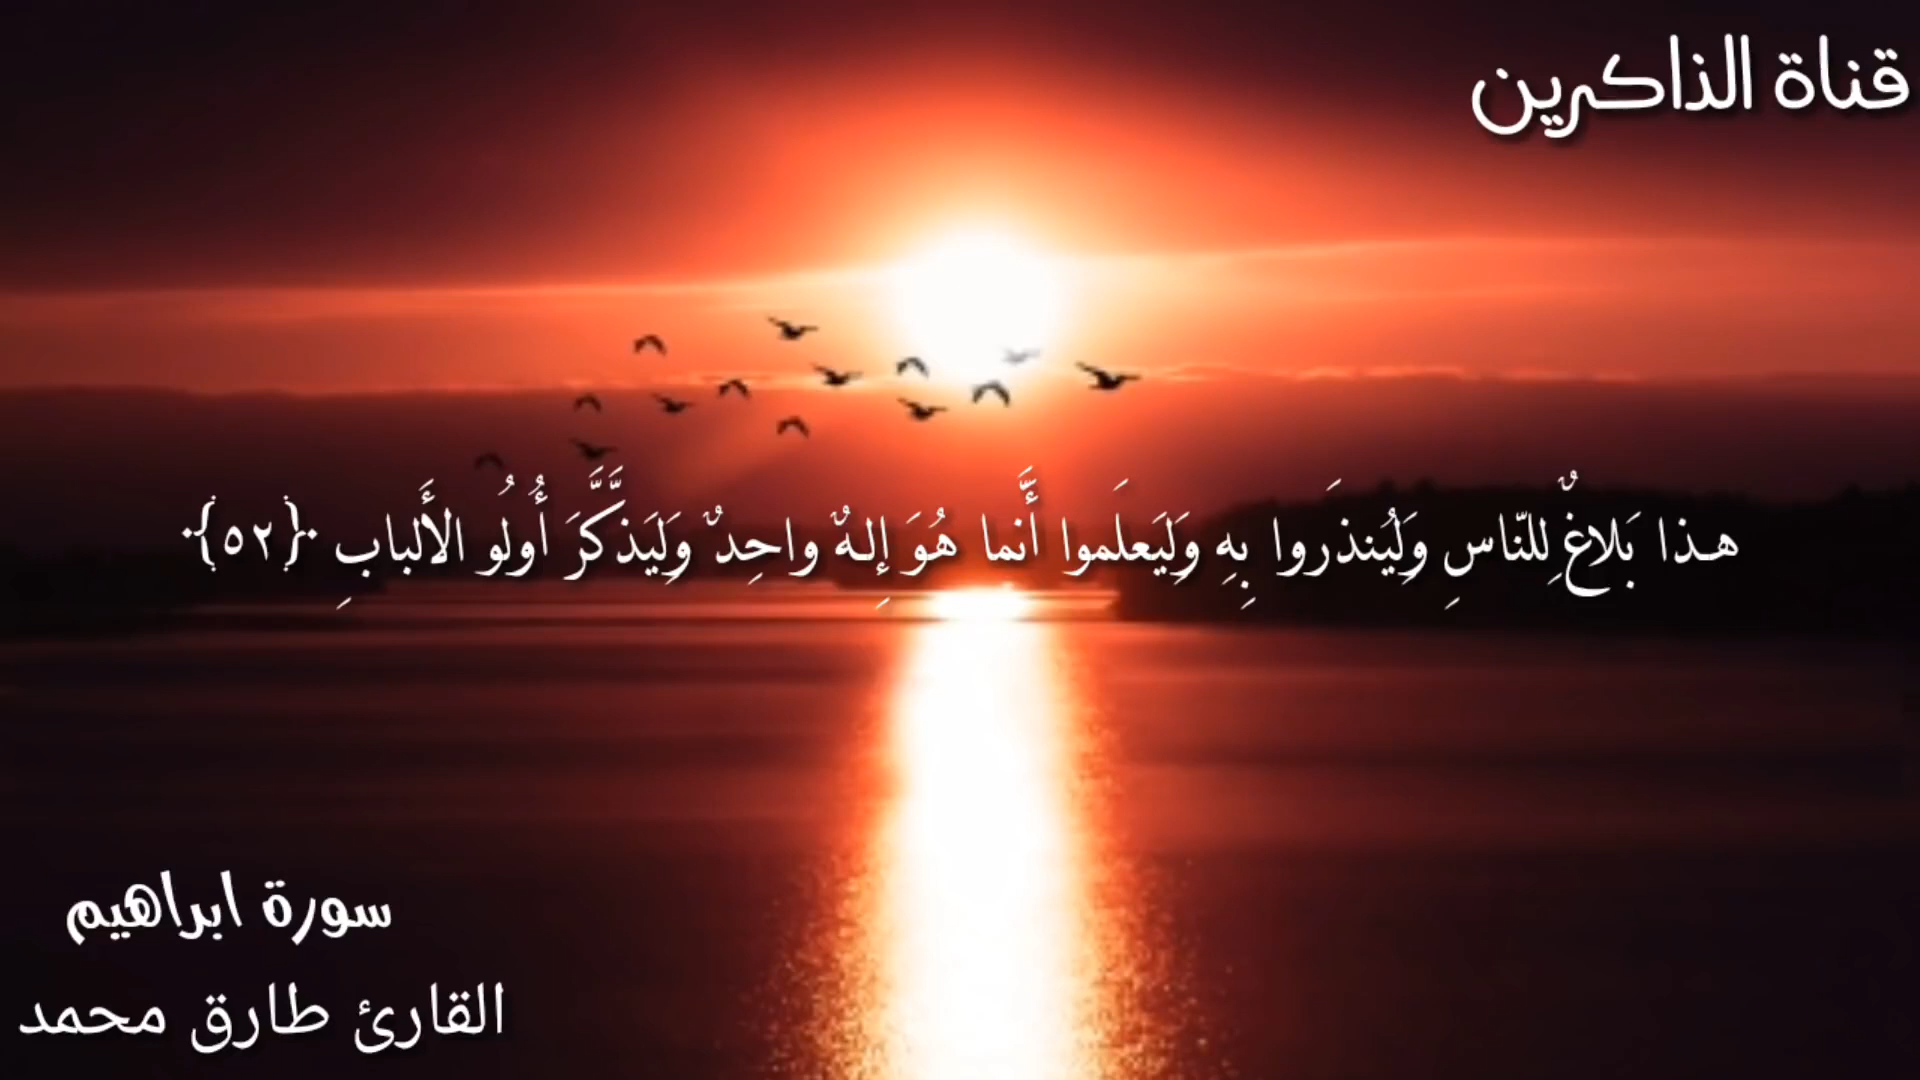 قناة الذاكرين
هـذا بَلاغٌ لِلنّاسِ وَلِيُنذَروا بِهِ وَلِيَعلَموا أَنَّما هُوَ إِلـهٌ واحِدٌ وَلِيَذَّكَّرَ أُولُو الأَلبابِ ﴿٥٢﴾
سورة ابراهيم
القارئ طارق محمد